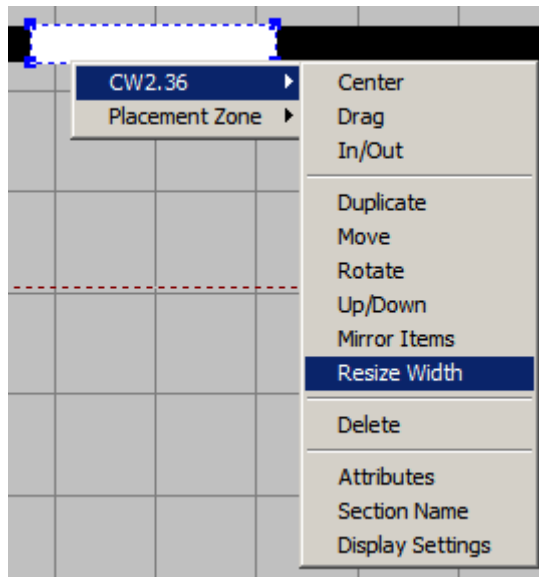 CW2.36
Placement Zone
Center
Drag
In/Out
Duplicate
Move
Rotate
Up/Down
Mirror Items
Resize Width
Delete
Attributes
Section Name
Display Settings